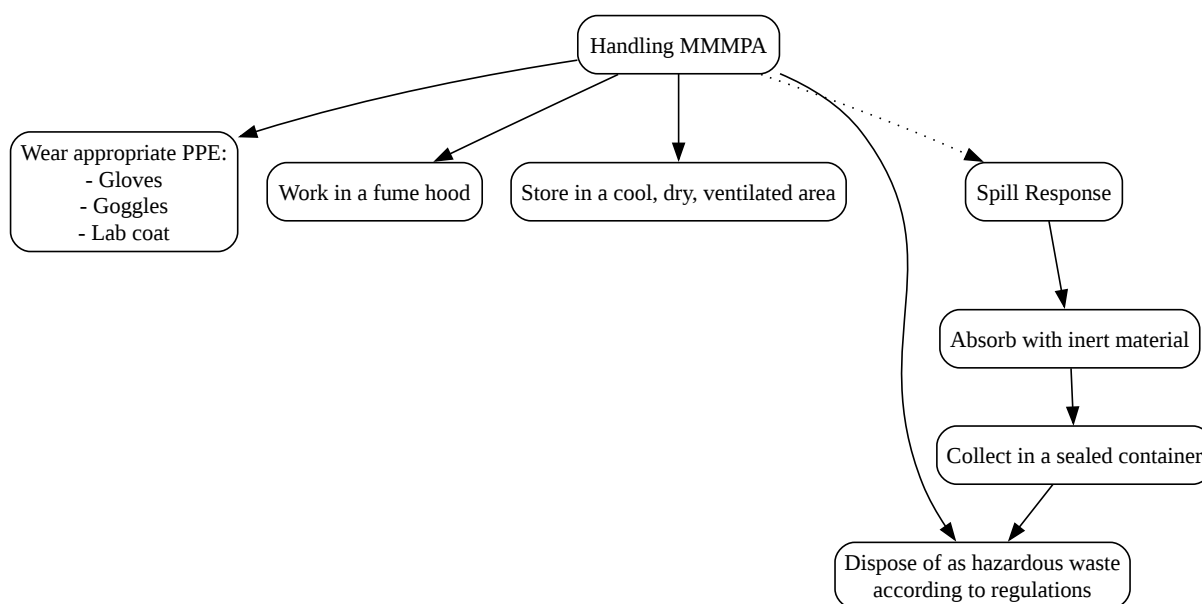 Handling MMMPA
Wear appropriate PPE:
- Gloves
- Goggles
- Lab coat
Work in a fume hood
Store in a cool, dry, ventilated area
Spill Response
Absorb with inert material
Collect in a sealed container
Dispose of as hazardous waste
according to regulations